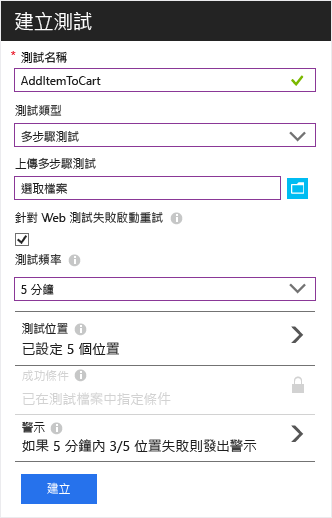 建立測試
* 測試名稱
AddItemToCart
測試類型
多步驟測試
上傳多步驟測試
選取檔案
針對 Web 測試失敗啟動重試
測試頻率
5 分鐘
測試位置
已設定 5 個位置
成功條件
已在測試檔案中指定條件
警示
如果 5 分鐘內 3/5 位置失敗則發出警示
建立